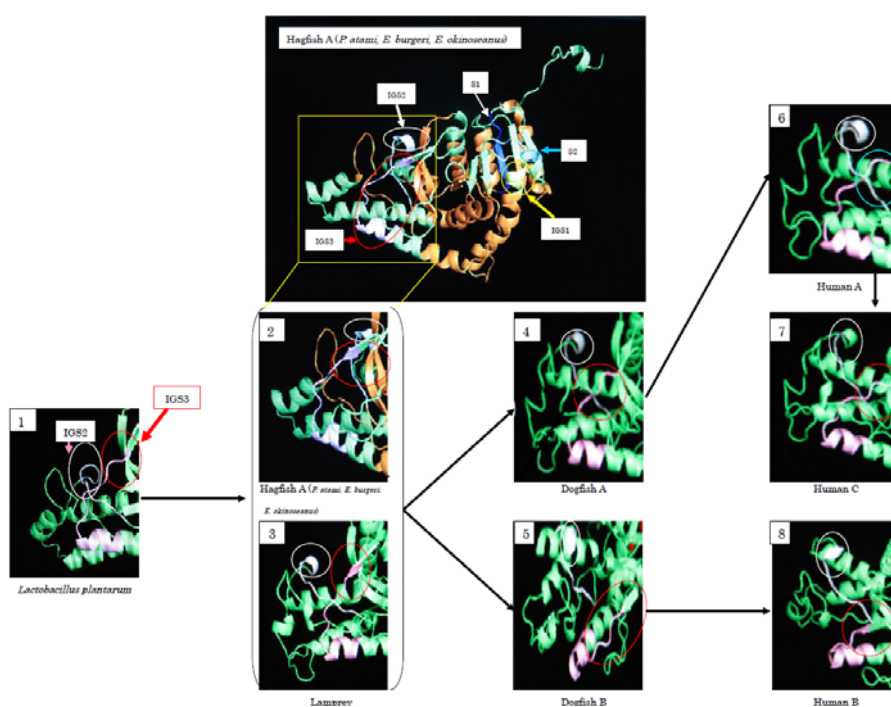 Hagfish A (P. atami, E. burgeri, E. okinoseanus)
S1
IGS2
S2
IGS3
IGS1
6
Human A
2
4
7
IGS3
1
IGS2
Hagfish A (P. atami, E. burgeri,
E. okinoseanus)
Dogfish A
Human C
3
5
8
Lactobacillus plantarum
Lamprey
Dogfish B
Human B